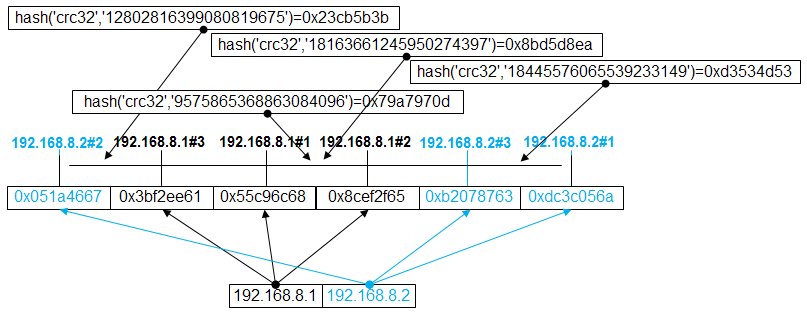 hash('crc32','12802816399080819675')=0x23cb5b3b
hash('crc32','18163661245950274397')=0x8bd5d8ea
hash('crc32','18445576065539233149')=0xd3534d53
hash('crc32','9575865368863084096')=0x79a7970d
192.168.8.2#2 192.168.8.1#3 192.168.8.1#1 192.168.8.1#2 192.168.8.2#3 192.168.8.2#1
0x051a4667 0x3bf2ee61 0x55c96c68 0x8cef2f65 0xb2078763 0xdc3c056a
192.168.8.1 192.168.8.2